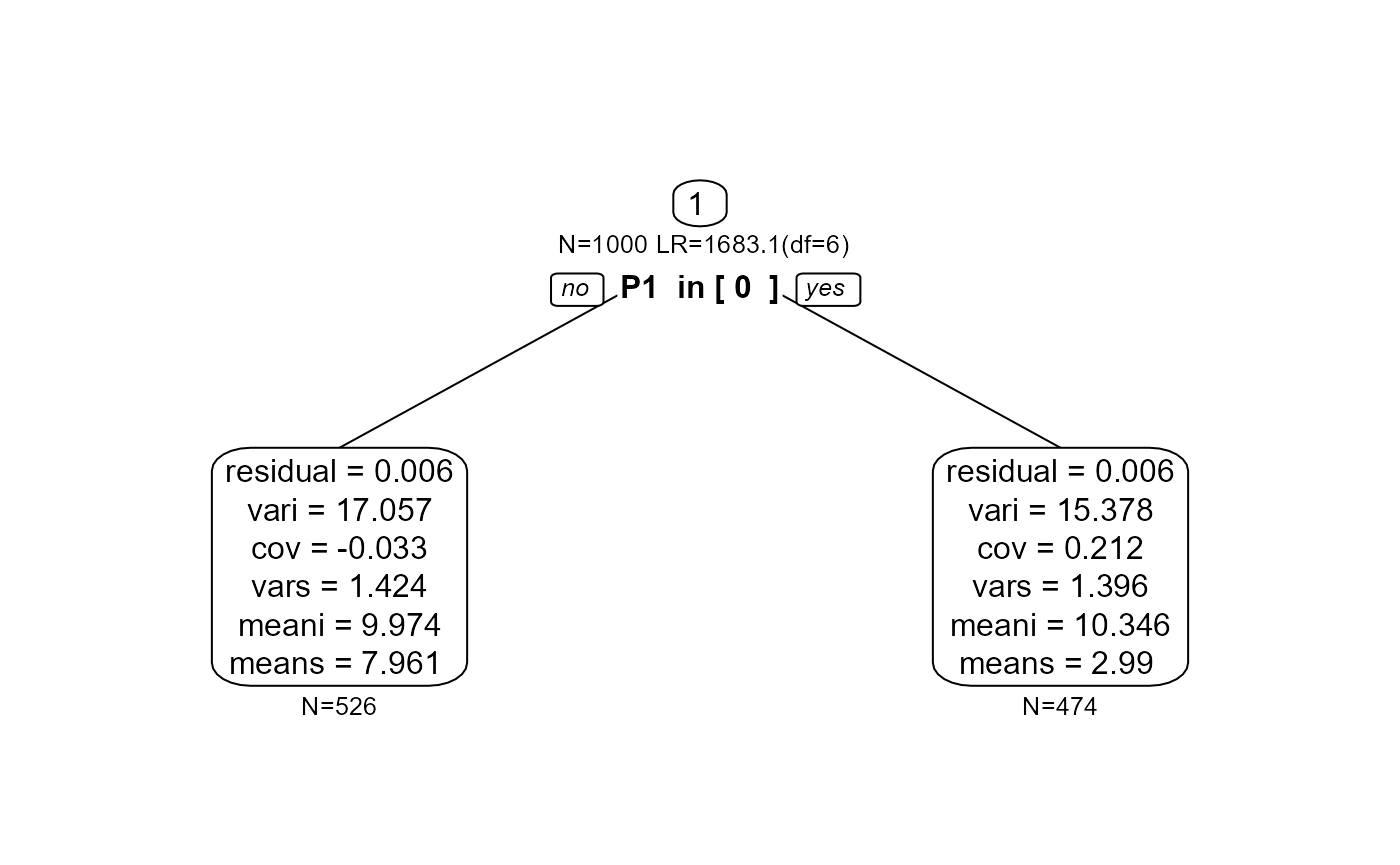 1
N=1000 LR=1683.1(df=6)
no P1 in [ 0 ] yes
residual = 0.006
vari = 17.057
cov = -0.033
vars = 1.424
meani = 9.974
means = 7.961
N=526
residual = 0.006
vari = 15.378
cov = 0.212
vars = 1.396
meani = 10.346
means = 2.99
N=474